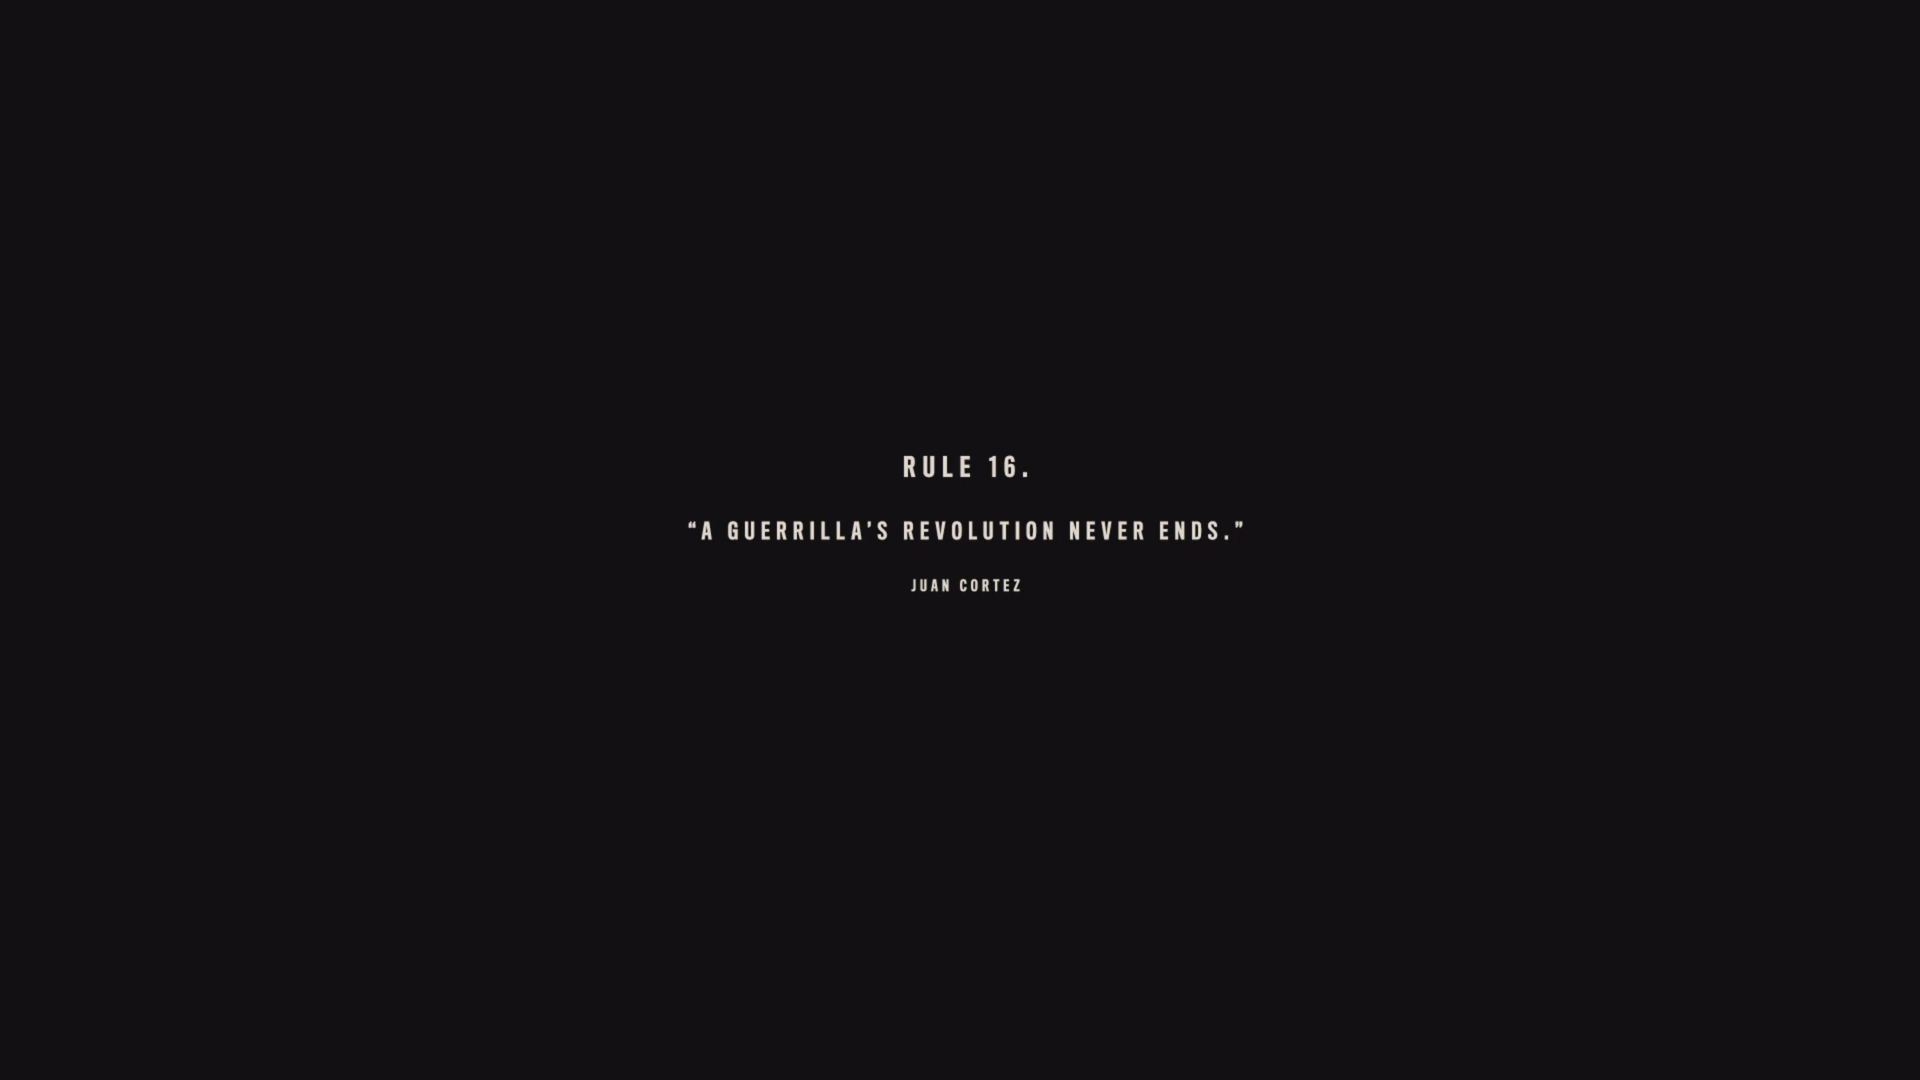 RULE 16.
“A GUERRILLA’S REVOLUTION NEVER ENDS.”
JUAN CORTEZ